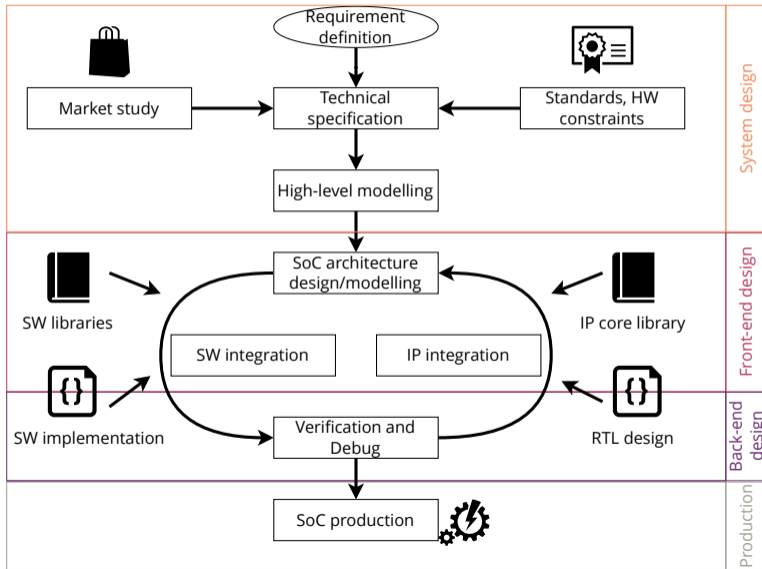 Requirement
definition
Market study
Technical
specification
Standards, HW
constraints
High-level modelling
System design
SoC architecture
design/modelling
SW libraries
IP core library
SW integration
IP integration
Front-end design
{}
{}
SW implementation
Verification and
Debug
RTL design
Back-end
design
SoC production
Production